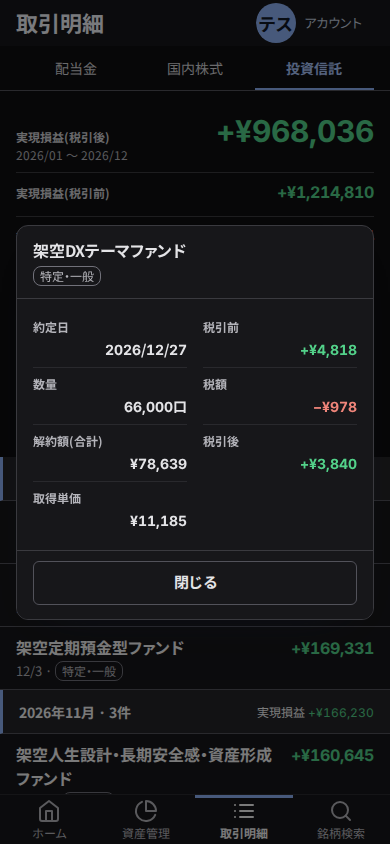 取引明細
テス アカウント
配当金 国内株式 投資信託
実現損益(税引後) +¥968,036
2026/01 〜 2026/12
実現損益(税引前) +¥1,214,810
架空DXテーマファンド
特定・一般
約定日 税引前
2026/12/27 +¥4,818
数量 税額
66,000口 −¥978
解約額(合計) 税引後
¥78,639 +¥3,840
取得単価
¥11,185
閉じる
架空定期預金型ファンド +¥169,331
12/3・特定・一般
2026年11月・3件 実現損益 +¥166,230
架空人生設計・長期安全感・資産形成 +¥160,645
ファンド
ホーム 資産管理 取引明細 銘柄検索